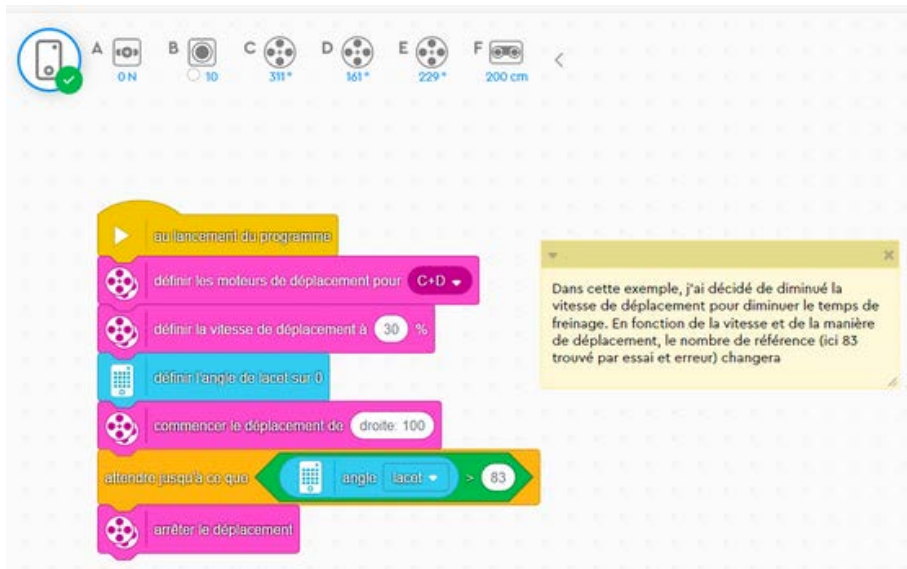 A B C D E F
0 N 10 311° 161° 229° 200 cm
au lancement du programme
définir les moteurs de déplacement pour C+D
définir la vitesse de déplacement à 30 %
définir l'angle de lacet sur 0
commencer le déplacement de droite: 100
attendre jusqu'à ce que angle lacet > 83
arrêter le déplacement
Dans cette exemple, j'ai décidé de diminué la
vitesse de déplacement pour diminuer le temps de
freinage. En fonction de la vitesse et de la manière
de déplacement, le nombre de référence (ici 83
trouvé par essai et erreur) changera